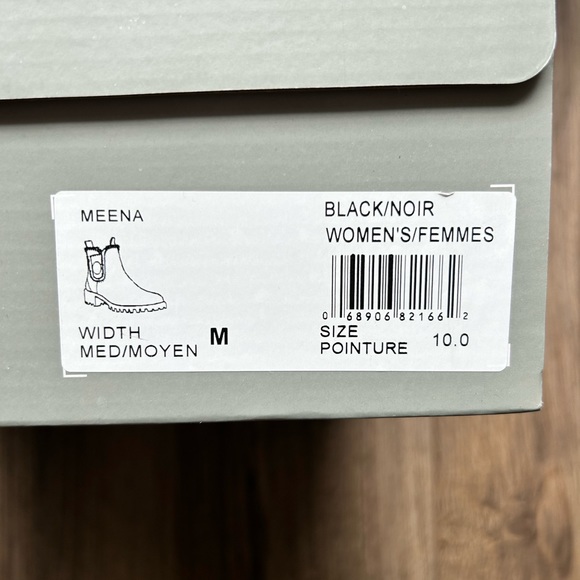 MEENA
BLACK/NOIR
WOMEN'S/FEMMES
0 68906 82166 2
WIDTH
MED/MOYEN M
SIZE
POINTURE 10.0